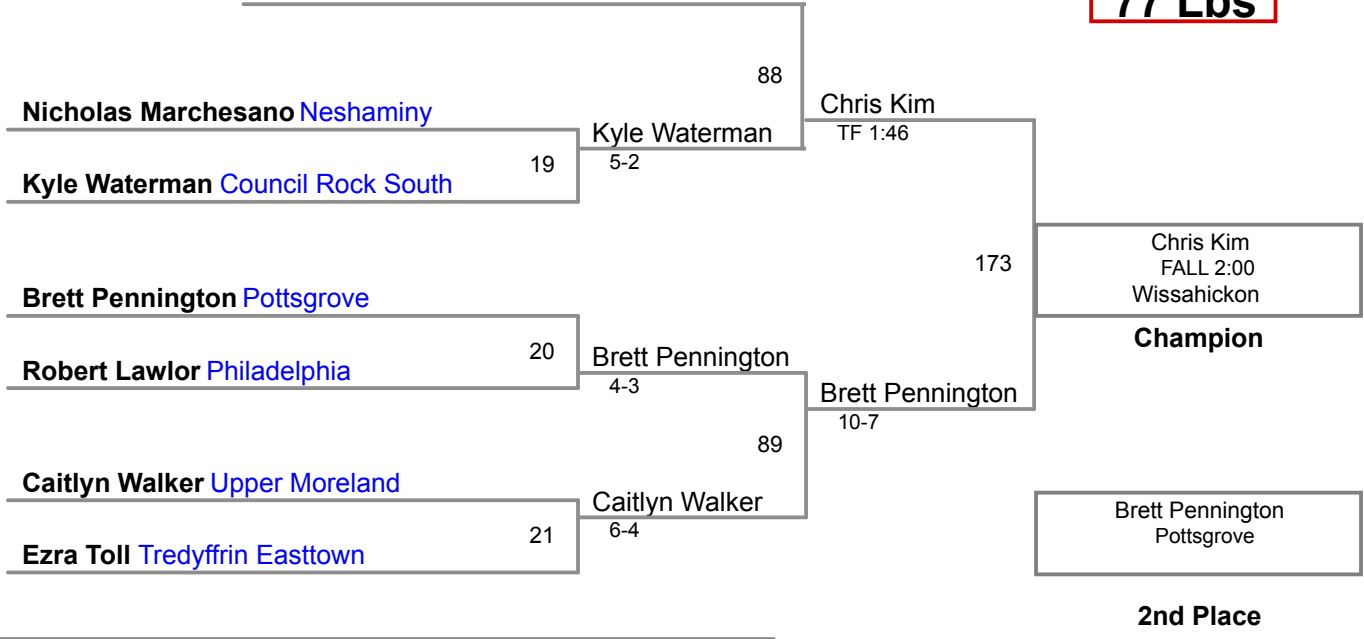 77 Lbs
88
Nicholas Marchesano Neshaminy
Chris Kim
TF 1:46
Kyle Waterman
5-2
19
Kyle Waterman Council Rock South
173
Chris Kim
FALL 2:00
Wissahickon
Champion
Brett Pennington Pottsgrove
20
Brett Pennington
4-3
Robert Lawlor Philadelphia
Brett Pennington
10-7
89
Caitlyn Walker Upper Moreland
Caitlyn Walker
6-4
21
Ezra Toll Tredyffrin Easttown
Brett Pennington
Pottsgrove
2nd Place